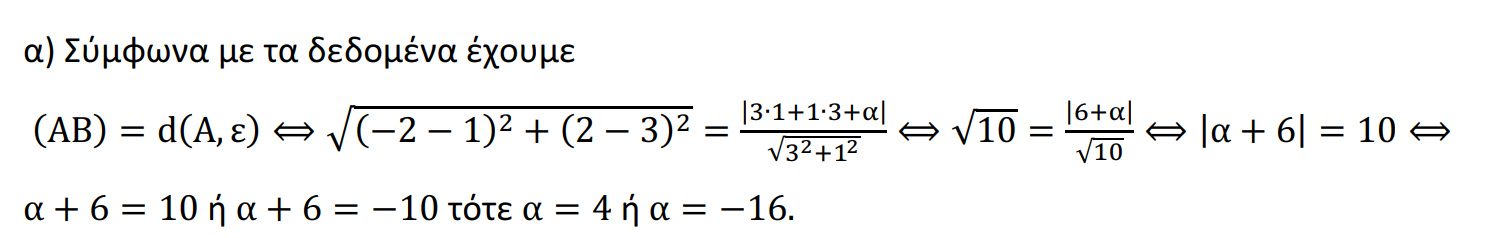 α) Σύμφωνα με τα δεδομένα έχουμε
(ΑΒ) = d(Α, ε) ⟺ √((−2 − 1)² + (2 − 3)²) = |3·1+1·3+α|/√(3²+1²) ⟺ √10 = |6+α|/√10 ⟺ |α + 6| = 10 ⟺
α + 6 = 10 ή α + 6 = −10 τότε α = 4 ή α = −16.